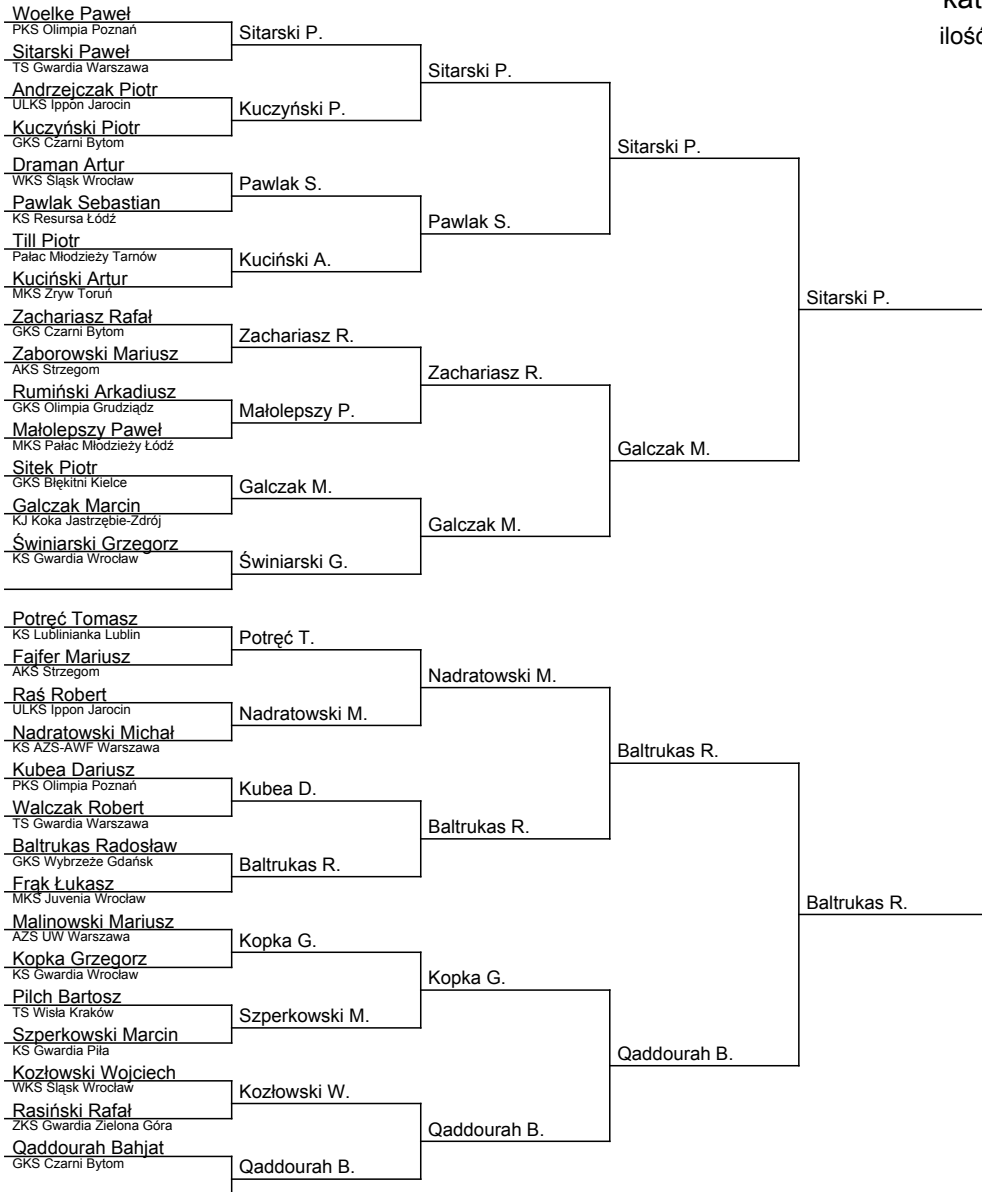 kat
ilość
Woelke Paweł
PKS Olimpia Poznań
Sitarski Paweł
TS Gwardia Warszawa
Andrzejczak Piotr
ULKS Ippon Jarocin
Kuczyński Piotr
GKS Czarni Bytom
Draman Artur
WKS Śląsk Wrocław
Pawlak Sebastian
KS Resursa Łódź
Till Piotr
Pałac Młodzieży Tarnów
Kuciński Artur
MKS Zryw Toruń
Zachariasz Rafał
GKS Czarni Bytom
Zaborowski Mariusz
AKS Strzegom
Rumiński Arkadiusz
GKS Olimpia Grudziądz
Małolepszy Paweł
MKS Pałac Młodzieży Łódź
Sitek Piotr
GKS Błękitni Kielce
Galczak Marcin
KJ Koka Jastrzębie-Zdrój
Świniarski Grzegorz
KS Gwardia Wrocław
Potręć Tomasz
KS Lublinianka Lublin
Fajfer Mariusz
AKS Strzegom
Raś Robert
ULKS Ippon Jarocin
Nadratowski Michał
KS AZS-AWF Warszawa
Kubea Dariusz
PKS Olimpia Poznań
Walczak Robert
TS Gwardia Warszawa
Baltrukas Radosław
GKS Wybrzeże Gdańsk
Frąk Łukasz
MKS Juvenia Wrocław
Malinowski Mariusz
AZS UW Warszawa
Kopka Grzegorz
KS Gwardia Wrocław
Pilch Bartosz
TS Wisła Kraków
Szperkowski Marcin
KS Gwardia Piła
Kozłowski Wojciech
WKS Śląsk Wrocław
Rasiński Rafał
ZKS Gwardia Zielona Góra
Qaddourah Bahjat
GKS Czarni Bytom
Sitarski P.
Kuczyński P.
Pawlak S.
Kuciński A.
Zachariasz R.
Małolepszy P.
Galczak M.
Świniarski G.
Potręć T.
Nadratowski M.
Kubea D.
Baltrukas R.
Kopka G.
Szperkowski M.
Kozłowski W.
Qaddourah B.
Sitarski P.
Pawlak S.
Zachariasz R.
Galczak M.
Nadratowski M.
Baltrukas R.
Kopka G.
Qaddourah B.
Sitarski P.
Galczak M.
Baltrukas R.
Qaddourah B.
Sitarski P.
Baltrukas R.